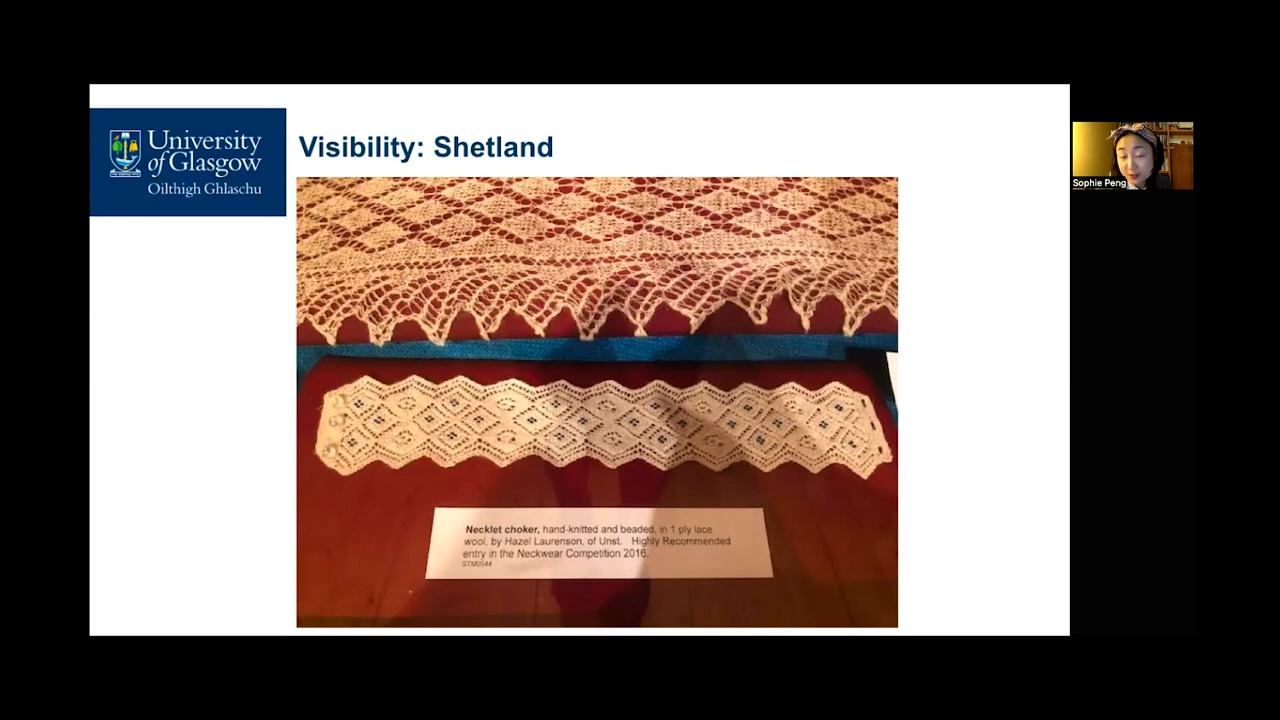 University
of Glasgow
Oilthigh Ghlaschu
Visibility: Shetland
Sophie Peng
Necklet choker, hand-knitted and beaded, in 1 ply lace
wool, by Hazel Laurenson, of Unst. Highly Recommended
entry in the Neckwear Competition 2016.
STM0544